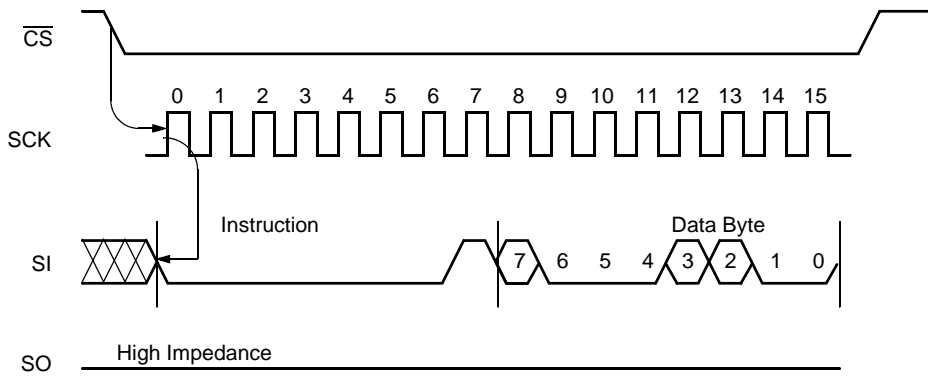 CS
0 1 2 3 4 5 6 7 8 9 10 11 12 13 14 15
SCK
Instruction
Data Byte
SI
7 6 5 4 3 2 1 0
High Impedance
SO